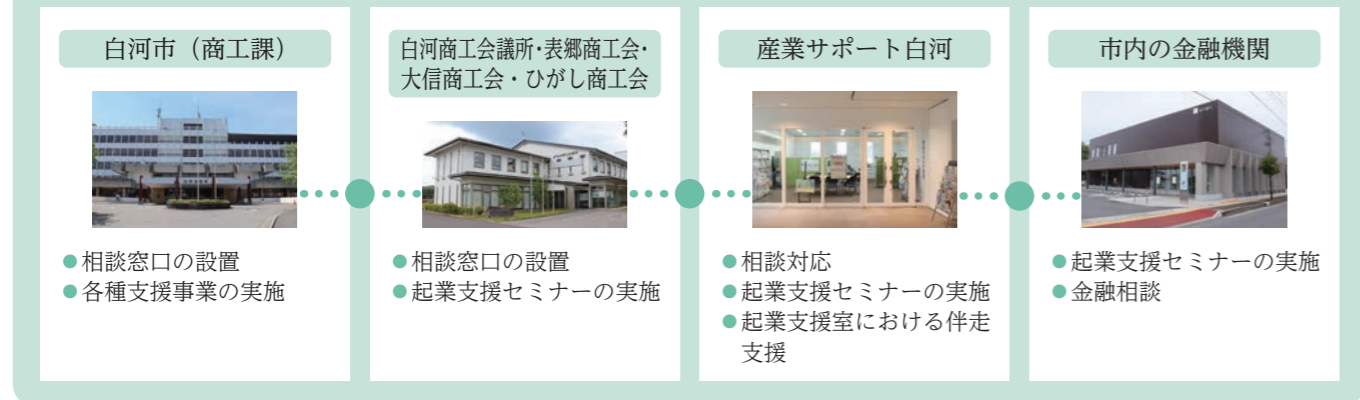 白河市（商工課）
●相談窓口の設置
●各種支援事業の実施
白河商工会議所・表郷商工会・
大信商工会・ひがし商工会
●相談窓口の設置
●起業支援セミナーの実施
産業サポート白河
●相談対応
●起業支援セミナーの実施
●起業支援室における伴走
支援
市内の金融機関
●起業支援セミナーの実施
●金融相談